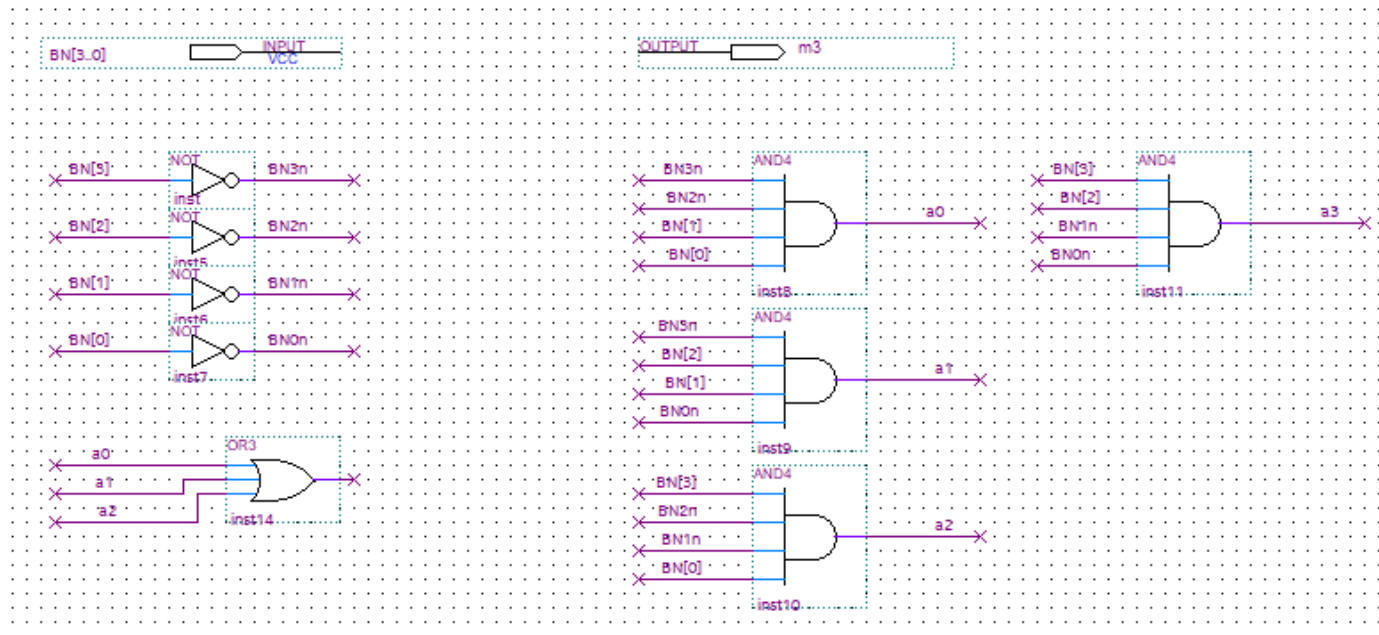 BN[3..0]
INPUT
VCC
OUTPUT
m3
NOT
BN[3]
BN3n
inst
NOT
BN[2]
BN2n
inst5
NOT
BN[1]
BN1n
inst6
NOT
BN[0]
BN0n
inst7
OR3
a0
a1
a2
inst14
AND4
BN3n
BN2n
BN[1]
BN[0]
a0
inst8
AND4
BN3n
BN[2]
BN[1]
BN0n
a1
inst9
AND4
BN[3]
BN2n
BN1n
BN[0]
a2
inst10
AND4
BN[3]
BN[2]
BN1n
BN0n
a3
inst11